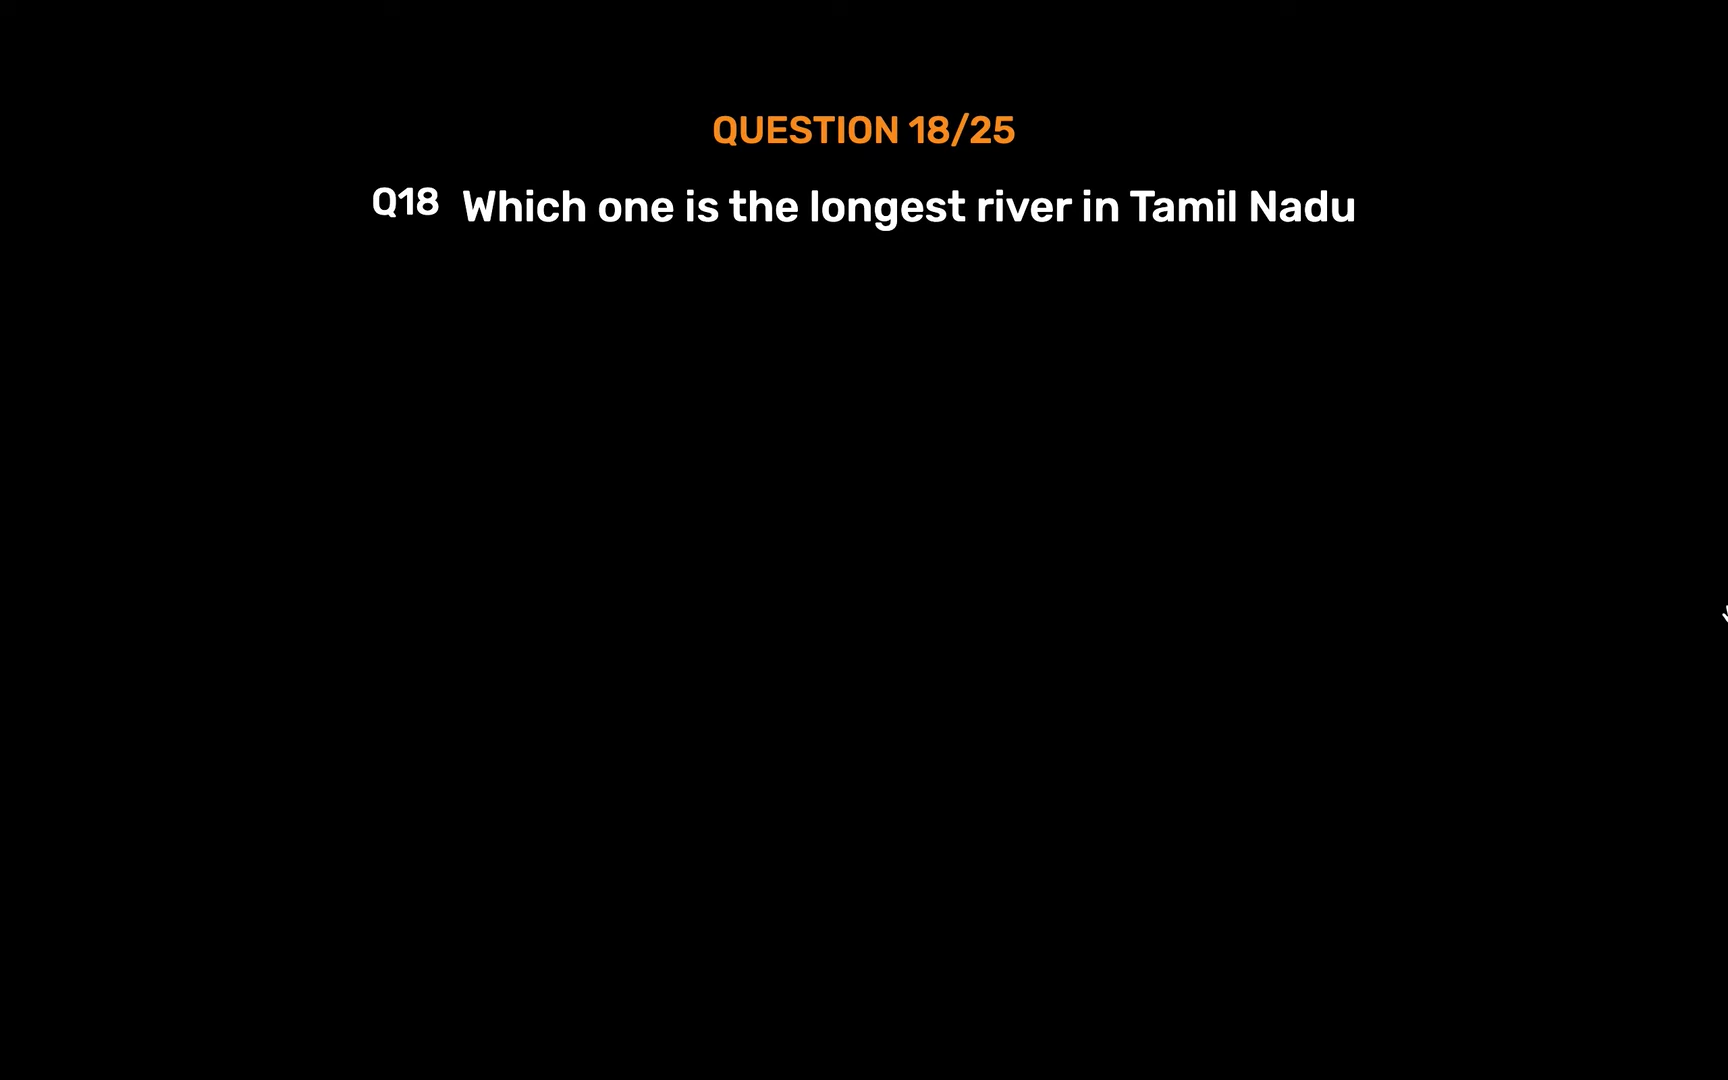 QUESTION 18/25
Q18 Which one is the longest river in Tamil Nadu